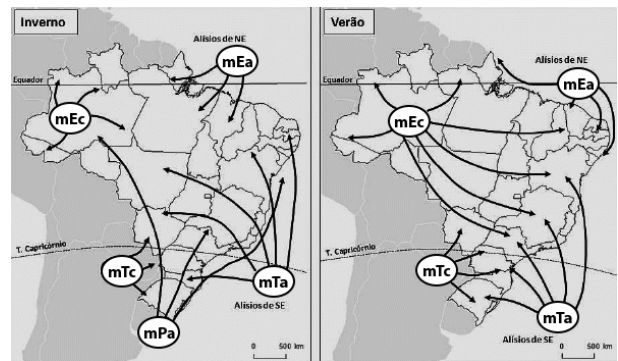 Inverno
Alísios de NE
mEa
Equador
mEc
T. Capricórnio
mTc
mTa
Alísios de SE
mPa
0 500 km
Verão
Alísios de NE
Equador
mEa
mEc
T. Capricórnio
mTc
mTa
Alísios de SE
0 500 km